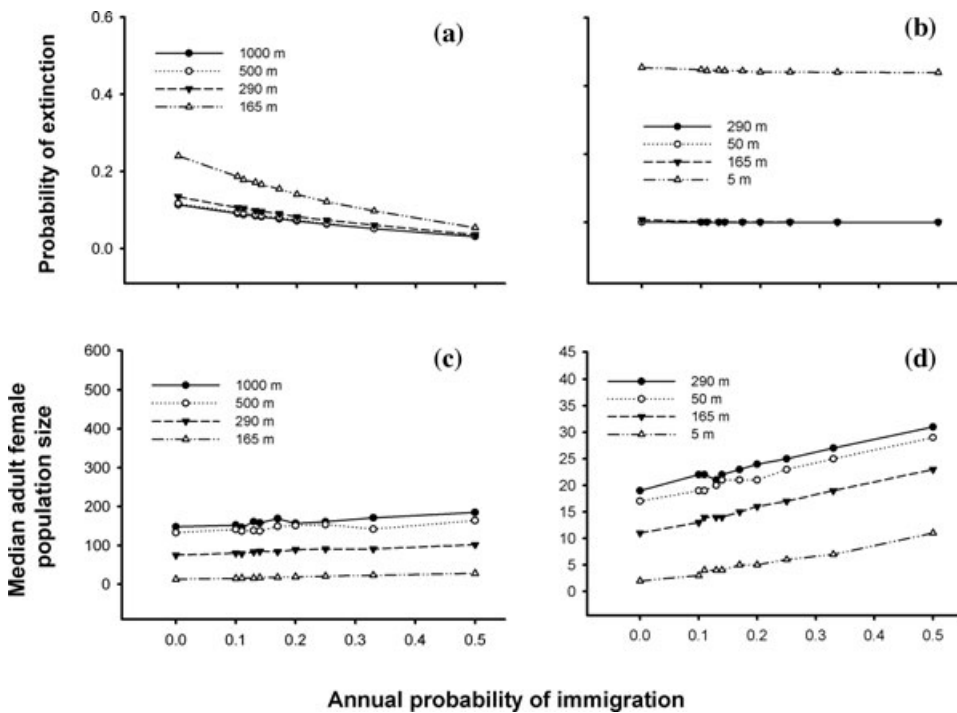 Probability of extinction
(a)
0.6
0.4
0.2
0.0
1000 m
500 m
290 m
165 m
(b)
290 m
50 m
165 m
5 m
Median adult female
population size
(c)
600
500
400
300
200
100
0
1000 m
500 m
290 m
165 m
0.0 0.1 0.2 0.3 0.4 0.5
(d)
45
40
35
30
25
20
15
10
5
0
290 m
50 m
165 m
5 m
0.0 0.1 0.2 0.3 0.4 0.5
Annual probability of immigration